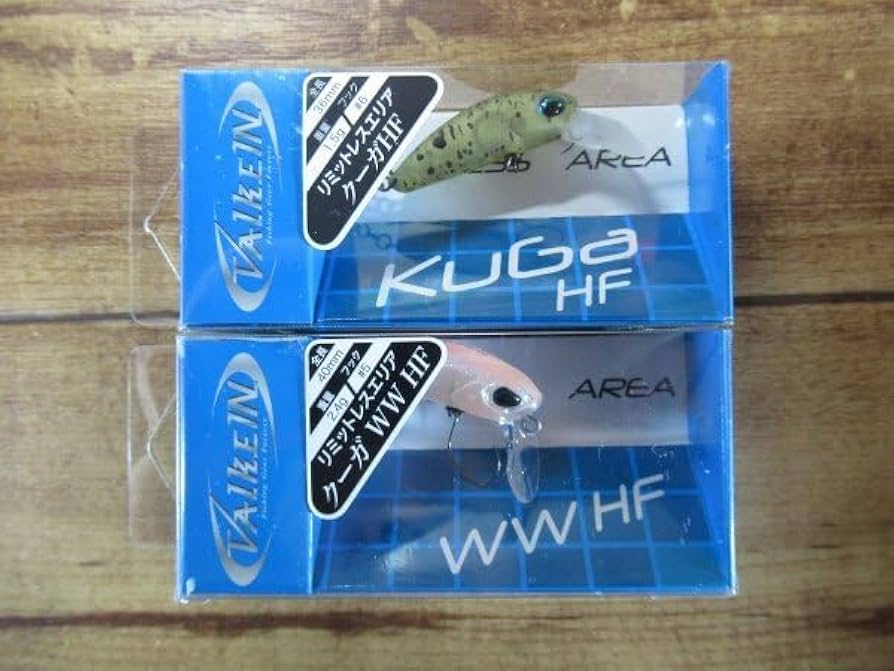 ValkeIN
Fishing Gear Factory
全長
36mm
重量
1.5g
フック
#6
リミットレスエリア
クーガHF
AREA
KuGa
HF
ValkeIN
Fishing Gear Factory
全長
40mm
重量
2.4g
フック
#5
リミットレスエリア
クーガ WW HF
AREA
WW HF